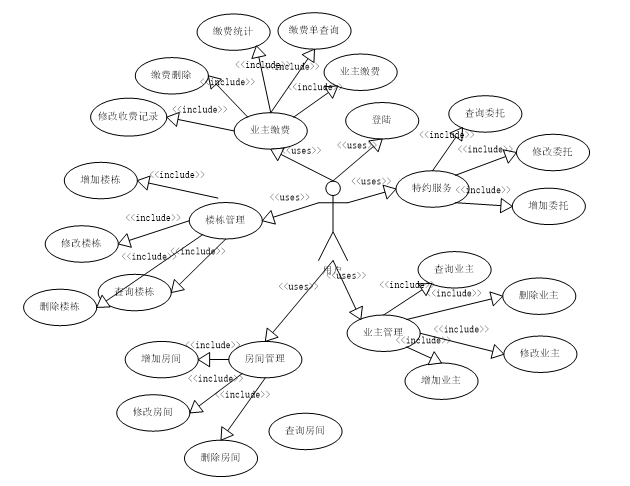 缴费统计
缴费单查询
<<include>>
<<include>>
业主缴费
缴费删除
<<include>>
<<include>>
修改收费记录
<<include>>
业主缴费
登陆
查询委托
<<include>>
<<uses>>
<<uses>>
<<include>>
修改委托
增加楼栋
<<include>>
<<uses>>
特约服务
<<include>>
增加委托
<<uses>>
楼栋管理
<<include>>
修改楼栋
<<include>>
<<include>>
用户
<<uses>>
查询业主
<<include>>
<<include>>
删除业主
查询楼栋
删除楼栋
<<uses>>
业主管理
<<include>>
<<include>>
修改业主
增加房间
<<include>>
房间管理
<<include>>
增加业主
<<include>>
修改房间
查询房间
删除房间